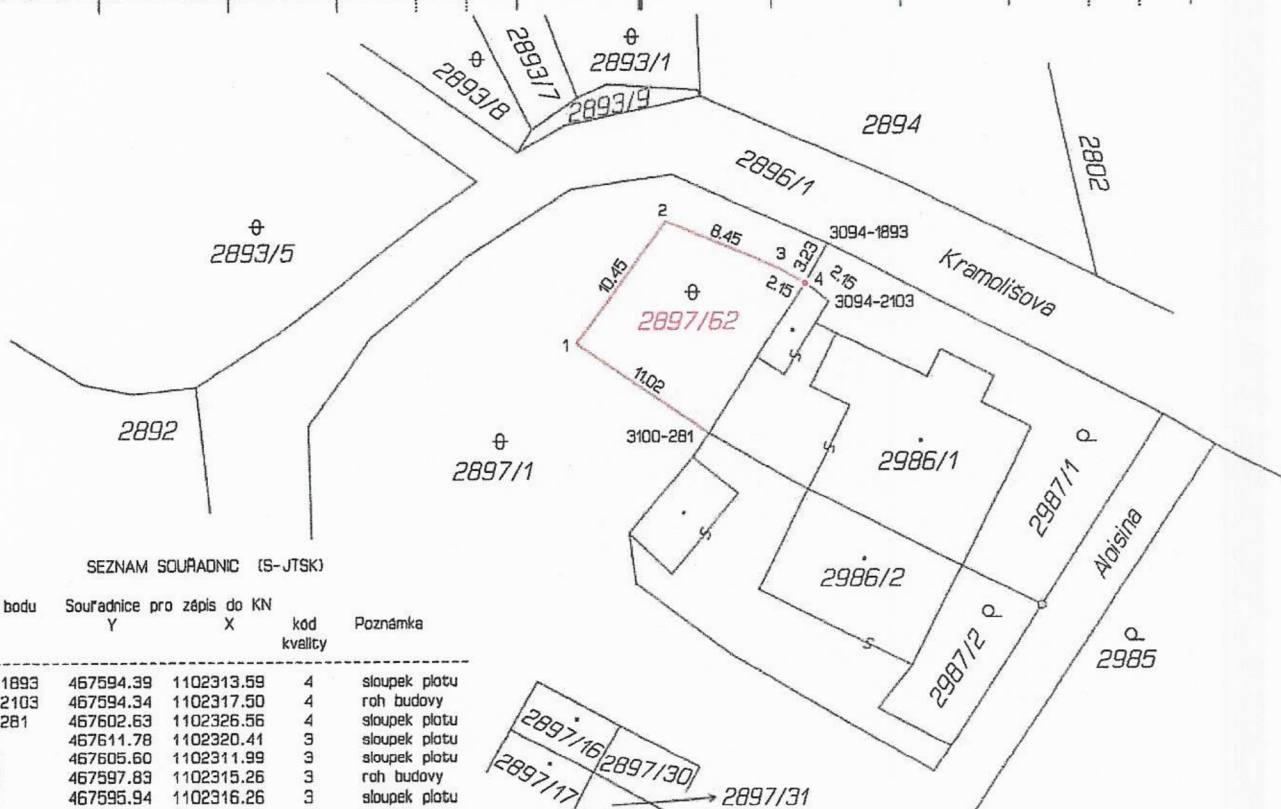 2893/8
2893/7
2893/1
2893/9
2894
2802
2896/1
2893/5
2
8.45
3
3.23
3094-1893
Kramolišova
10.45
2.15
4
2.15
3094-2103
2897/62
1
11.02
2892
3100-281
2897/1
S
S
2986/1
2987/1
Aloisina
S
2986/2
2987/2
S
2985
SEZNAM SOUŘADNIC (S-JTSK)
bodu Souřadnice pro zápis do KN
Y X kód kvality Poznámka
1893 467594.39 1102313.59 4 sloupek plotu
2103 467594.34 1102317.50 4 roh budovy
281 467602.63 1102326.56 4 sloupek plotu
467611.78 1102320.41 3 sloupek plotu
467605.60 1102311.99 3 sloupek plotu
467597.83 1102315.26 3 roh budovy
467595.94 1102316.26 3 sloupek plotu
2897/16
2897/30
2897/17
2897/31